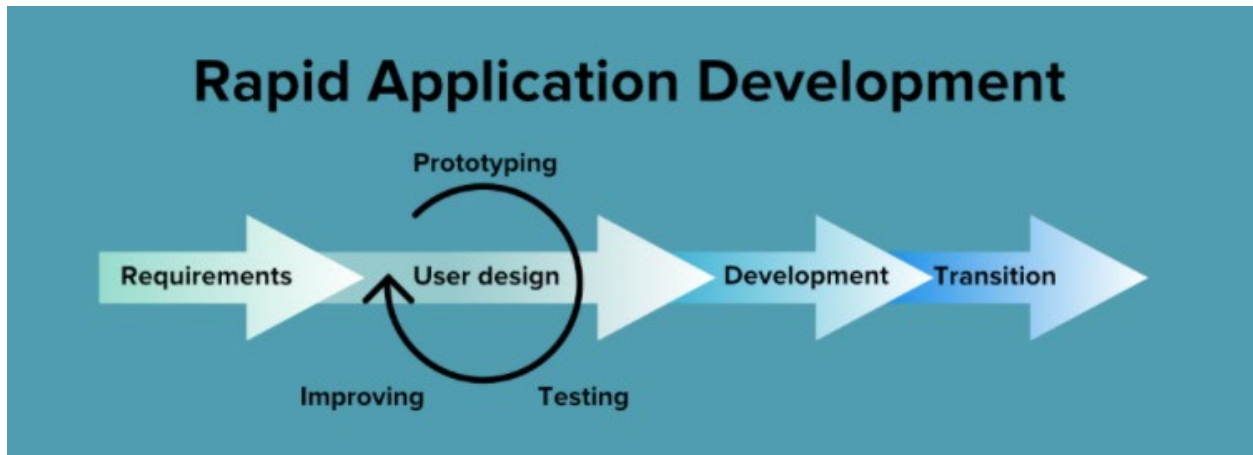 Rapid Application Development
Prototyping
Requirements
User design
Development
Transition
Improving
Testing